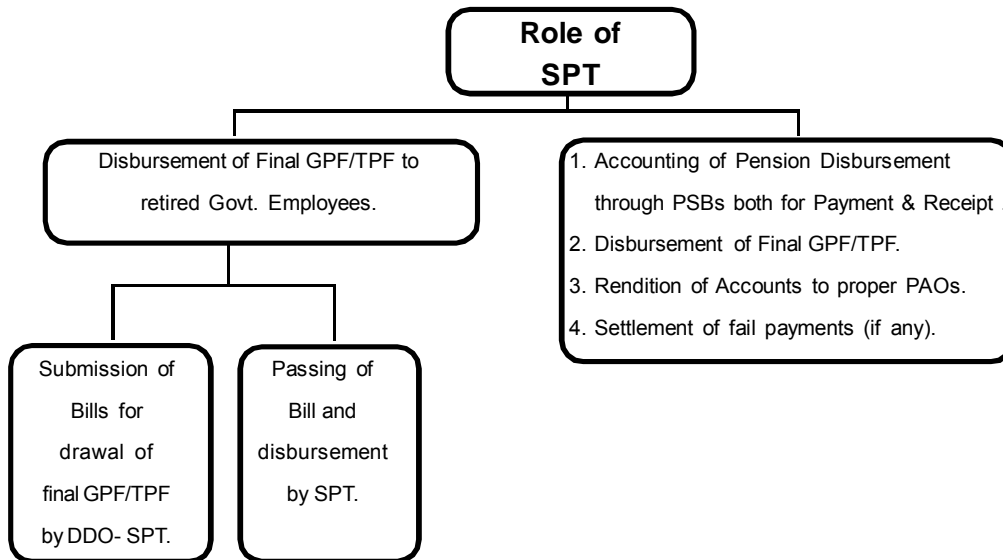 Role of
SPT
Disbursement of Final GPF/TPF to
retired Govt. Employees.
1. Accounting of Pension Disbursement
through PSBs both for Payment & Receipt .
2. Disbursement of Final GPF/TPF.
3. Rendition of Accounts to proper PAOs.
4. Settlement of fail payments (if any).
Submission of
Bills for
drawal of
final GPF/TPF
by DDO- SPT.
Passing of
Bill and
disbursement
by SPT.